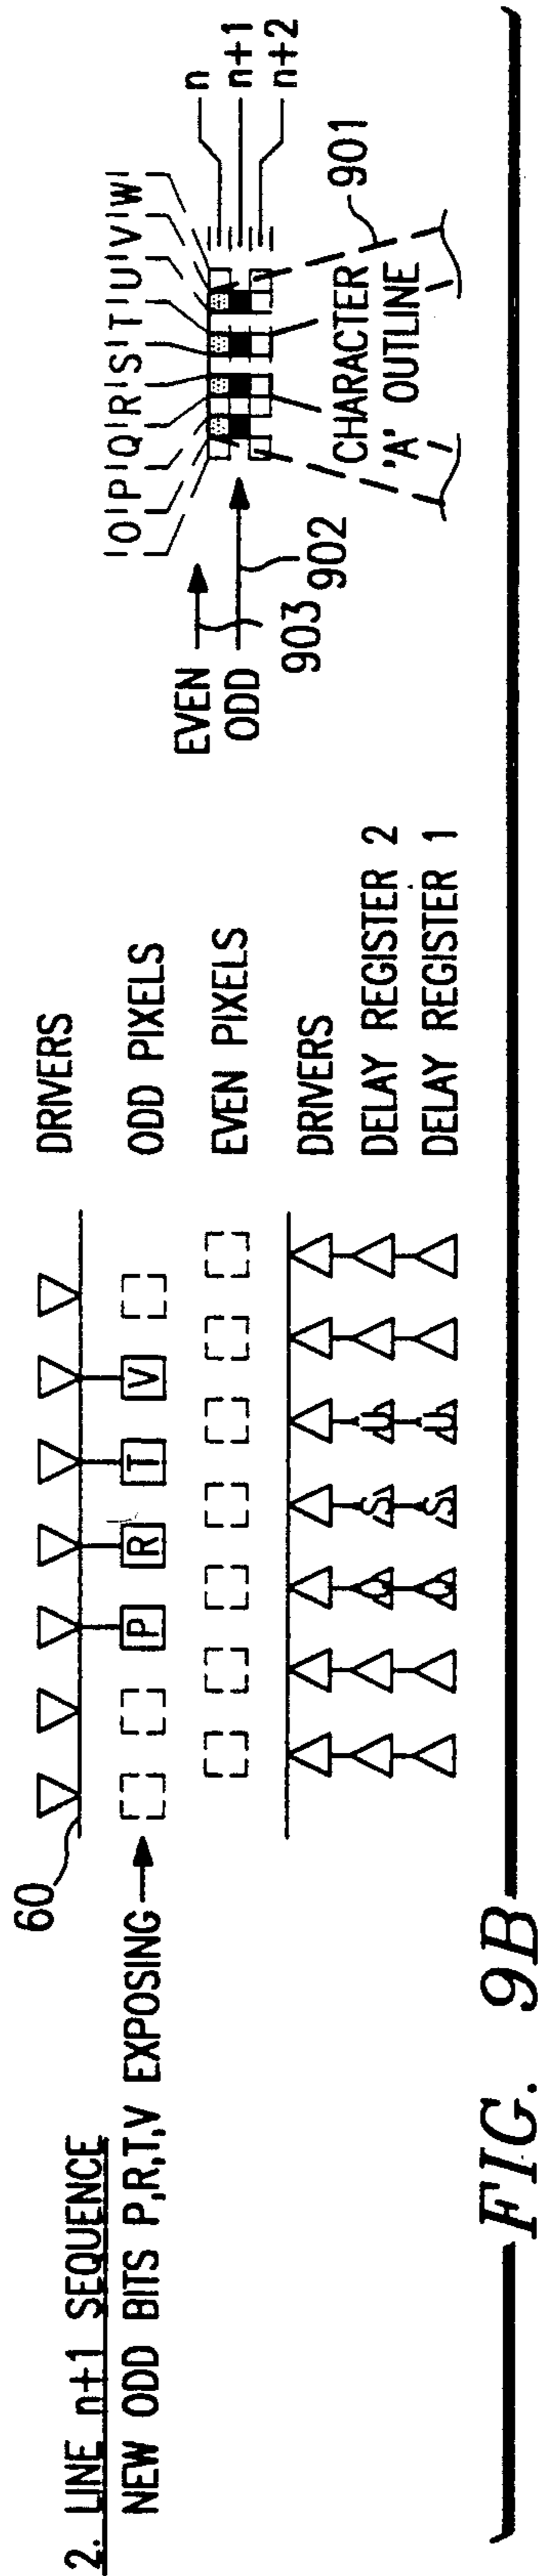 2. LINE n+1 SEQUENCE
NEW ODD BITS P,R,T,V EXPOSING
60
DRIVERS
P R T V
ODD PIXELS
EVEN PIXELS
DRIVERS
Q S U
DELAY REGISTER 2
Q S U
DELAY REGISTER 1
EVEN
ODD
903
902
O P Q R S T U V W
n
n+1
n+2
901
CHARACTER
'A' OUTLINE
FIG. 9B